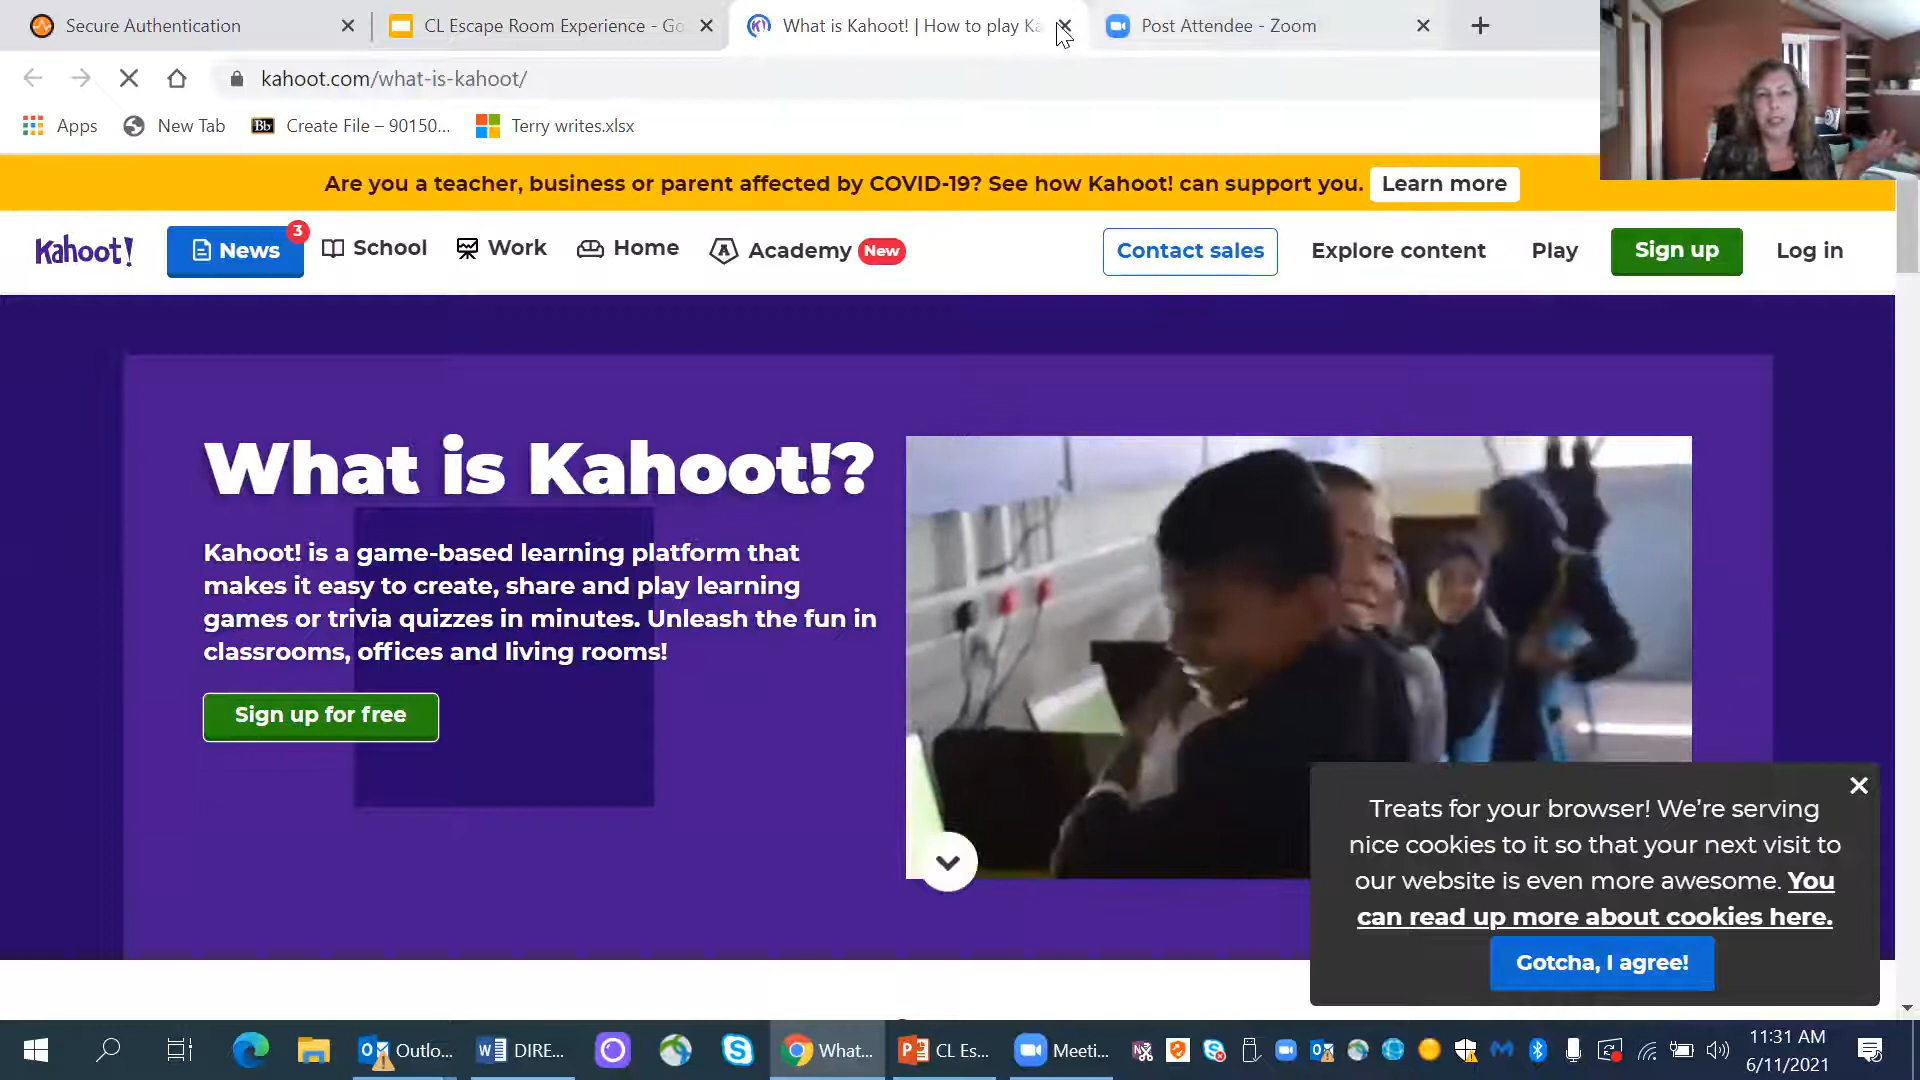 Secure Authentication
CL Escape Room Experience - Go
What is Kahoot! | How to play Ka
Post Attendee - Zoom
kahoot.com/what-is-kahoot/
Apps
New Tab
Bb
Create File – 90150...
Terry writes.xlsx
Are you a teacher, business or parent affected by COVID-19? See how Kahoot! can support you.
Learn more
Kahoot!
News
3
School
Work
Home
Academy
New
Contact sales
Explore content
Play
Sign up
Log in
What is Kahoot!?
Kahoot! is a game-based learning platform that
makes it easy to create, share and play learning
games or trivia quizzes in minutes. Unleash the fun in
classrooms, offices and living rooms!
Sign up for free
Treats for your browser! We're serving
nice cookies to it so that your next visit to
our website is even more awesome. You
can read up more about cookies here.
Gotcha, I agree!
Outlo...
DIRE...
What...
CL Es...
Meeti...
11:31 AM
6/11/2021